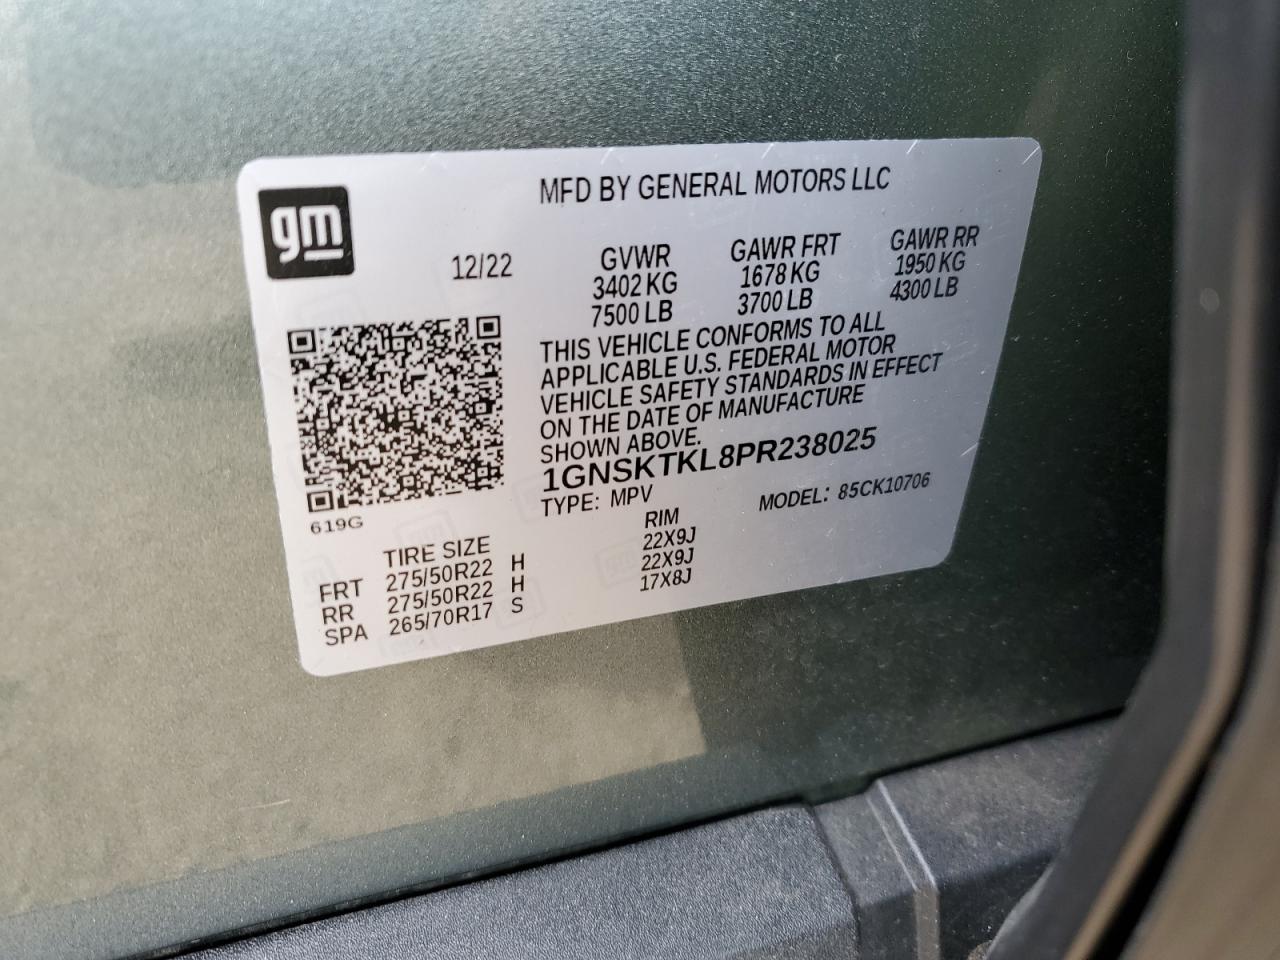 gm
MFD BY GENERAL MOTORS LLC
12/22
GVWR GAWR FRT GAWR RR
3402 KG 1678 KG 1950 KG
7500 LB 3700 LB 4300 LB
THIS VEHICLE CONFORMS TO ALL
APPLICABLE U.S. FEDERAL MOTOR
VEHICLE SAFETY STANDARDS IN EFFECT
ON THE DATE OF MANUFACTURE
SHOWN ABOVE.
1GNSKTKL8PR238025
TYPE: MPV MODEL: 85CK10706
619G
TIRE SIZE RIM
FRT 275/50R22 H 22X9J
RR 275/50R22 H 22X9J
SPA 265/70R17 S 17X8J